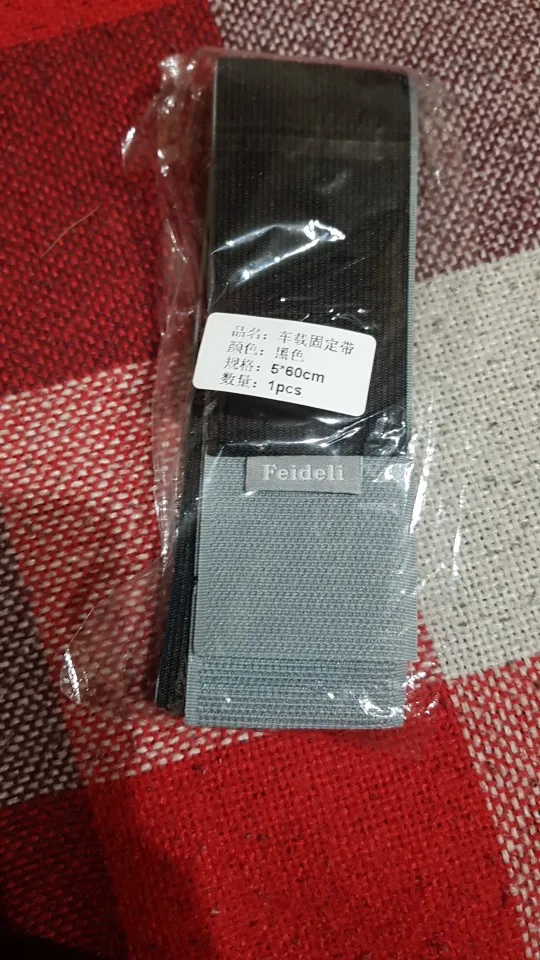 品名：车载固定带
颜色：黑色
规格：5*60cm
数量：1pcs
Feideli